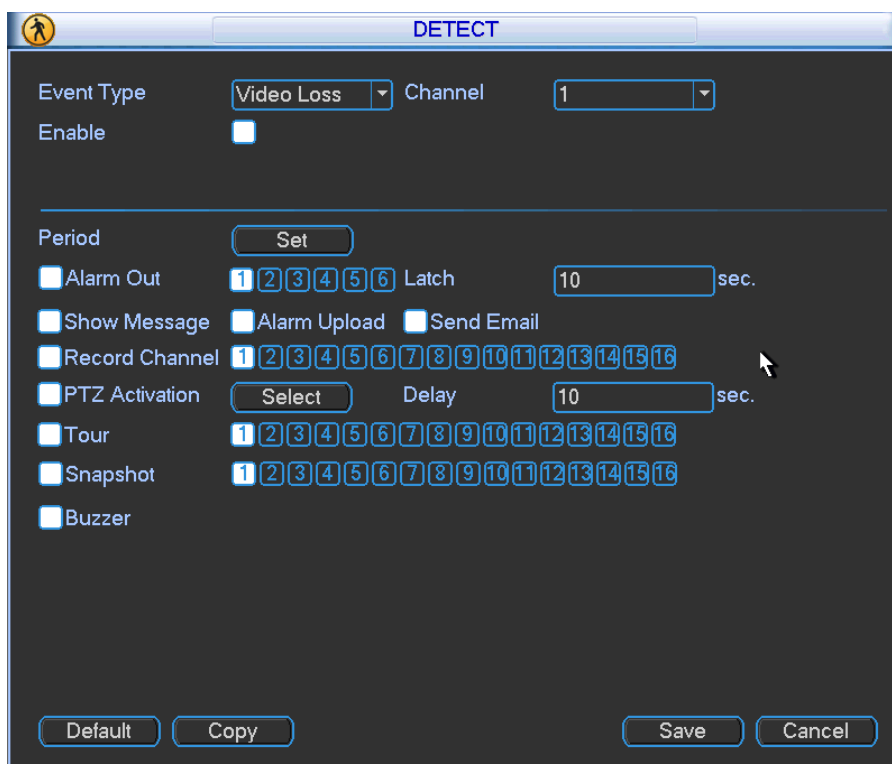 DETECT
Event Type Video Loss Channel 1
Enable
Period Set
Alarm Out 1 2 3 4 5 6 Latch 10 sec.
Show Message Alarm Upload Send Email
Record Channel 1 2 3 4 5 6 7 8 9 10 11 12 13 14 15 16
PTZ Activation Select Delay 10 sec.
Tour 1 2 3 4 5 6 7 8 9 10 11 12 13 14 15 16
Snapshot 1 2 3 4 5 6 7 8 9 10 11 12 13 14 15 16
Buzzer
Default Copy Save Cancel